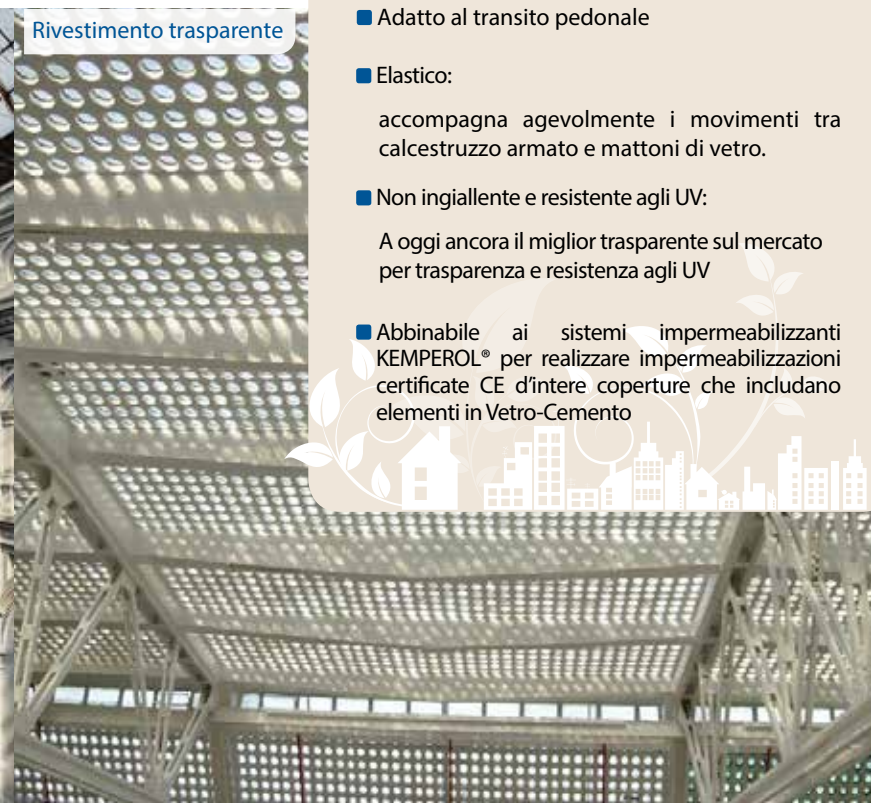 Rivestimento trasparente
Adatto al transito pedonale
Elastico:
accompagna agevolmente i movimenti tra
calcestruzzo armato e mattoni di vetro.
Non ingiallente e resistente agli UV:
A oggi ancora il miglior trasparente sul mercato
per trasparenza e resistenza agli UV
Abbinabile ai sistemi impermeabilizzanti
KEMPEROL® per realizzare impermeabilizzazioni
certificate CE d’intere coperture che includano
elementi in Vetro-Cemento